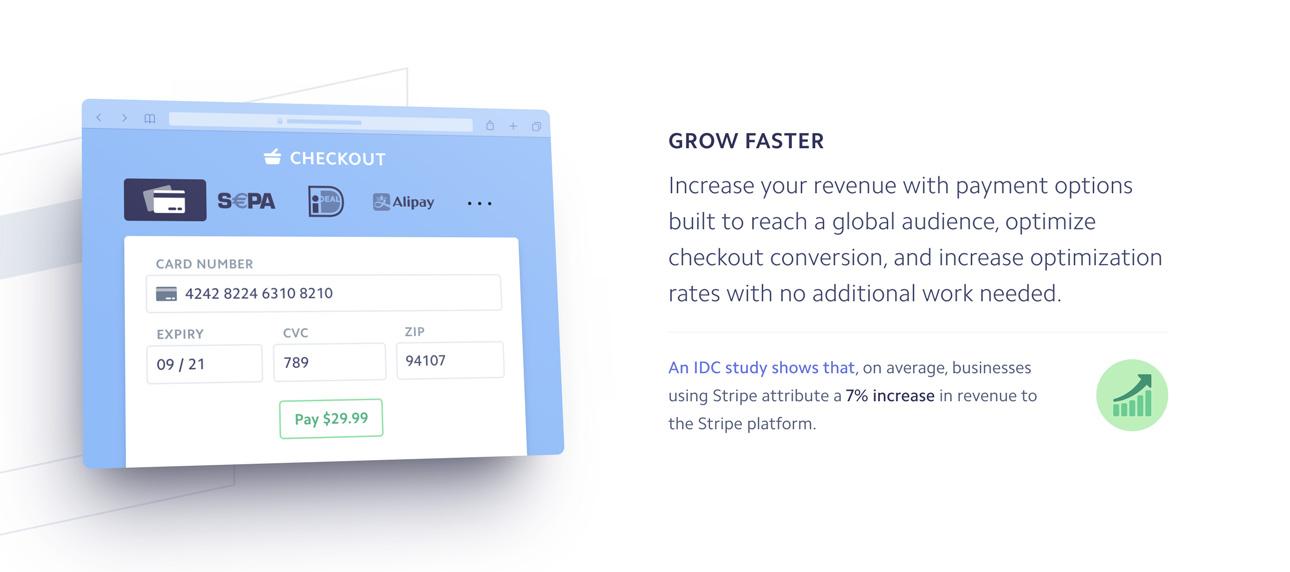 CHECKOUT
S€PA
iDEAL
Alipay
...
CARD NUMBER
4242 8224 6310 8210
EXPIRY
CVC
ZIP
09 / 21
789
94107
Pay $29.99
GROW FASTER
Increase your revenue with payment options
built to reach a global audience, optimize
checkout conversion, and increase optimization
rates with no additional work needed.
An IDC study shows that, on average, businesses
using Stripe attribute a 7% increase in revenue to
the Stripe platform.